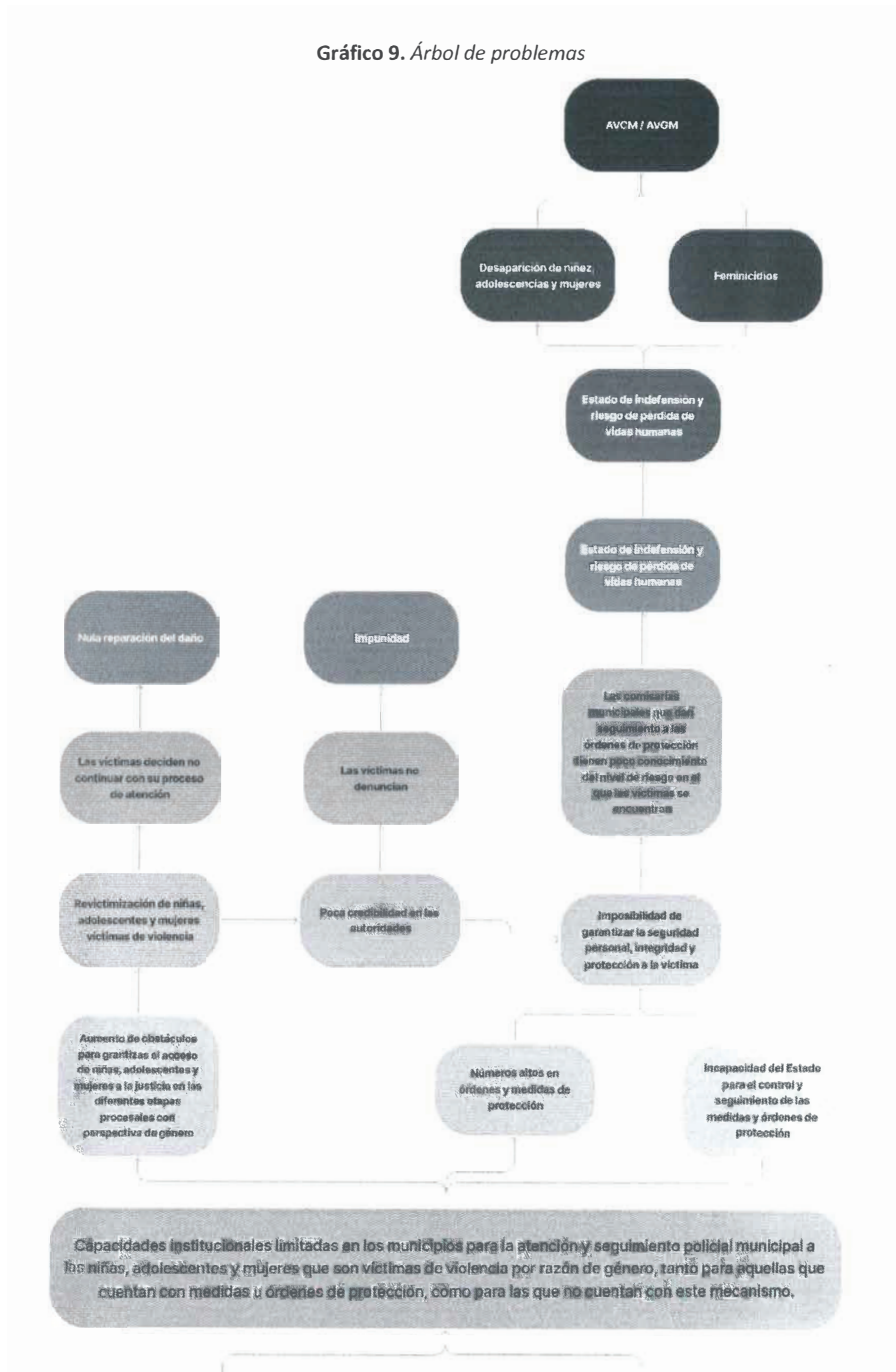 Gráfico 9. Árbol de problemas
AVCM / AVGM
Desaparición de niñez,
adolescencias y mujeres
Feminicidios
Estado de indefensión y
riesgo de pérdida de
vidas humanas
Estado de indefensión y
riesgo de pérdida de
vidas humanas
Nula reparación del daño
Impunidad
Las comisarías
municipales que dan
seguimiento a las
órdenes de protección
tienen poco conocimiento
del nivel de riesgo en el
que las víctimas se
encuentran
Las víctimas deciden no
continuar con su proceso
de atención
Las víctimas no
denuncian
Revictimización de niñas,
adolescentes y mujeres
víctimas de violencia
Poca credibilidad en las
autoridades
Imposibilidad de
garantizar la seguridad
personal, integridad y
protección a la víctima
Aumento de obstáculos
para grantizas el acceso
de niñas, adolescentes y
mujeres a la justicia en las
diferentes etapas
procesales con
perspectiva de género
Números altos en
órdenes y medidas de
protección
Incapacidad del Estado
para el control y
seguimiento de las
medidas y órdenes de
protección
Capacidades institucionales limitadas en los municipios para la atención y seguimiento policial municipal a
las niñas, adolescentes y mujeres que son víctimas de violencia por razón de género, tanto para aquellas que
cuentan con medidas u órdenes de protección, como para las que no cuentan con este mecanismo.